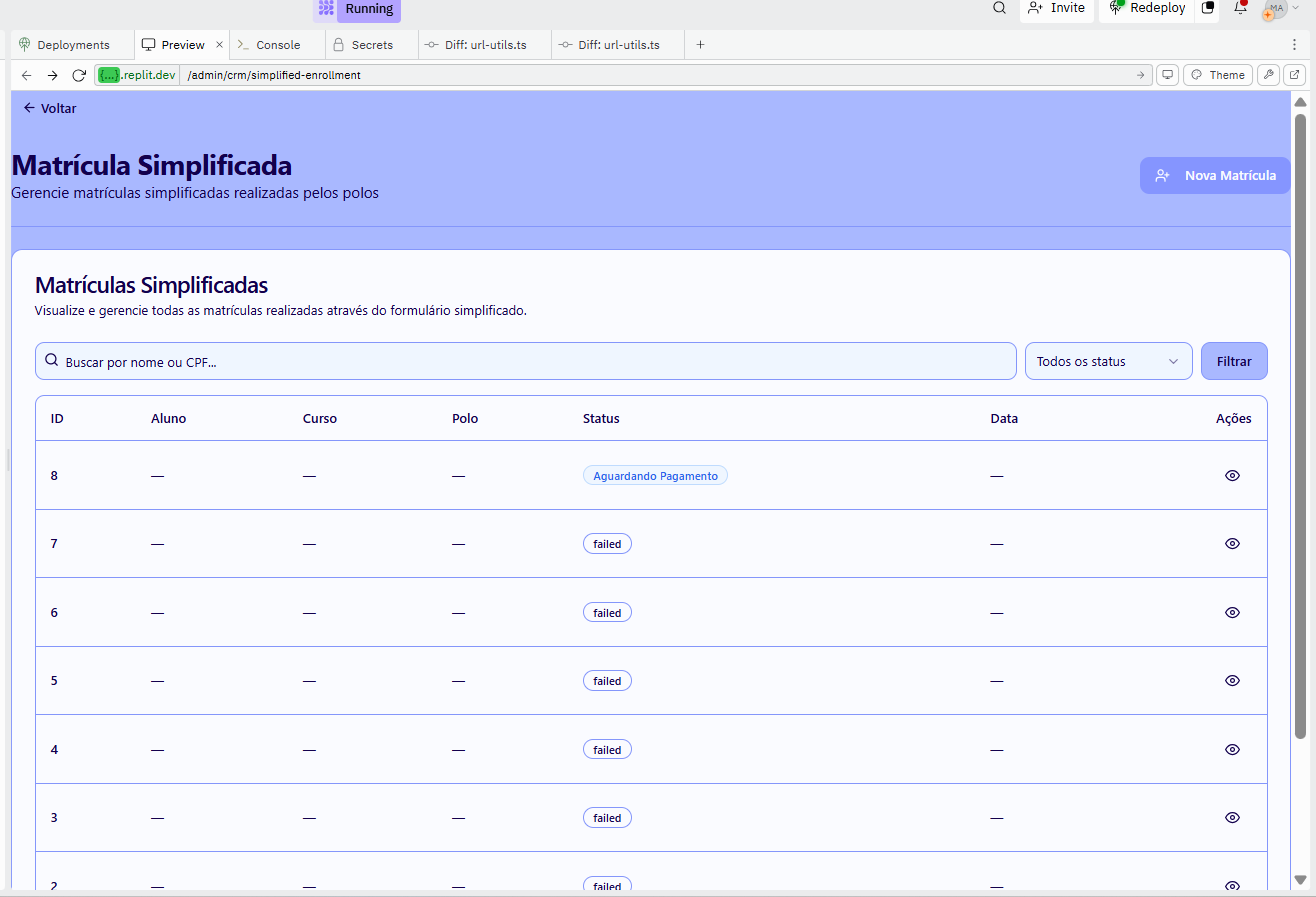 Running
Invite
Redeploy
MA
Deployments
Preview
Console
Secrets
Diff: url-utils.ts
Diff: url-utils.ts
{...}.replit.dev
/admin/crm/simplified-enrollment
Theme
Voltar
Matrícula Simplificada
Gerencie matrículas simplificadas realizadas pelos polos
Nova Matrícula
Matrículas Simplificadas
Visualize e gerencie todas as matrículas realizadas através do formulário simplificado.
Buscar por nome ou CPF...
Todos os status
Filtrar
ID Aluno Curso Polo Status Data Ações
8 — — — Aguardando Pagamento —
7 — — — failed —
6 — — — failed —
5 — — — failed —
4 — — — failed —
3 — — — failed —
2 — — — failed —